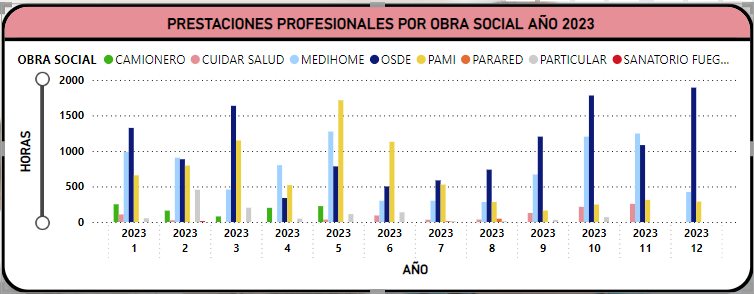 PRESTACIONES PROFESIONALES POR OBRA SOCIAL AÑO 2023
OBRA SOCIAL CAMIONERO CUIDAR SALUD MEDIHOME OSDE PAMI PARARED PARTICULAR SANATORIO FUEG...
2000
1500
1000
500
0
HORAS
2023 2023 2023 2023 2023 2023 2023 2023 2023 2023 2023 2023
1 2 3 4 5 6 7 8 9 10 11 12
AÑO